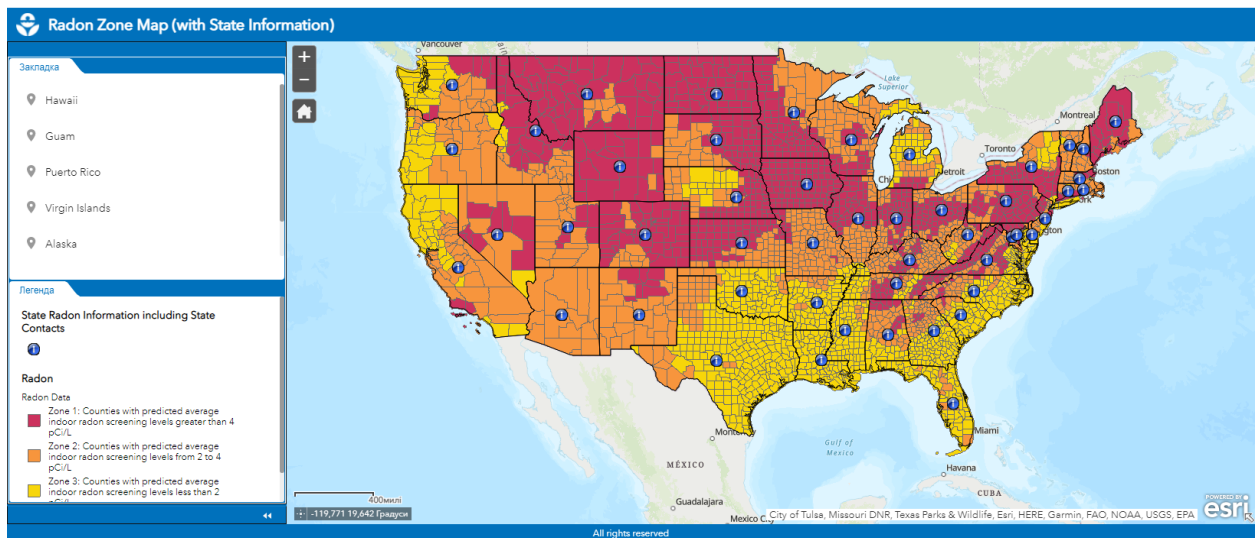 Radon Zone Map (with State Information)
Закладка
Hawaii
Guam
Puerto Rico
Virgin Islands
Alaska
Легенда
State Radon Information including State
Contacts
Radon
Radon Data
Zone 1: Counties with predicted average
indoor radon screening levels greater than 4
pCi/L
Zone 2: Counties with predicted average
indoor radon screening levels from 2 to 4
pCi/L
Zone 3: Counties with predicted average
indoor radon screening levels less than 2
pCi/L
+
−
Vancouver
Lake
Superior
Montreal
Toronto
Boston
Chi
Detroit
York
gton
Miami
Gulf of
Mexico
Monterrey
MÉXICO
Havana
CUBA
Guadalajara
Mexico C
400милі
-119,771 19,642 Градуси
City of Tulsa, Missouri DNR, Texas Parks & Wildlife, Esri, HERE, Garmin, FAO, NOAA, USGS, EPA
POWERED BY
esri
All rights reserved